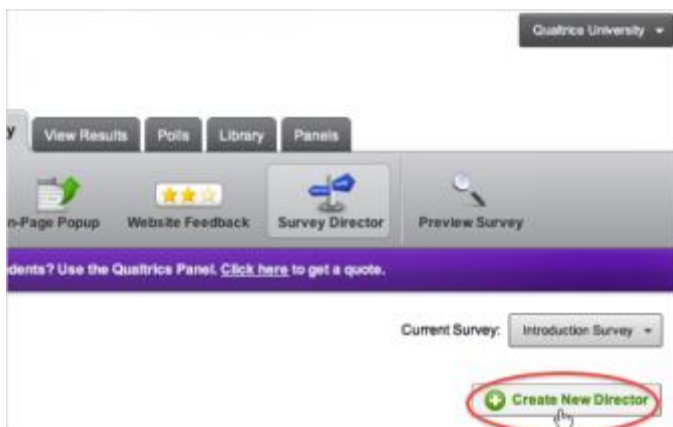 Qualtrics University
y View Results Polls Library Panels
n-Page Popup Website Feedback Survey Director Preview Survey
dents? Use the Qualtrics Panel. Click here to get a quote.
Current Survey: Introduction Survey
Create New Director